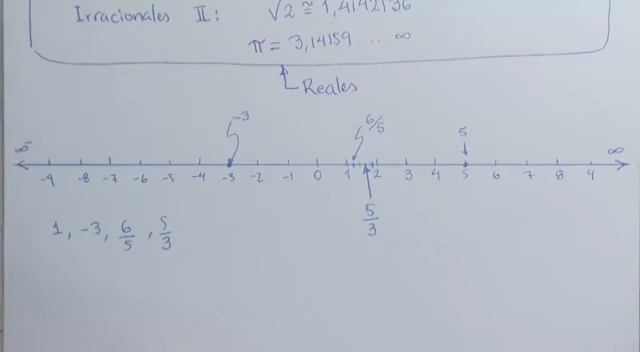 Irracionales II: √2 ≅ 1,4142136
π = 3,14159.....∞
Reales
-3 6/5 5
-∞ ∞
-9 -8 -7 -6 -5 -4 -3 -2 -1 0 1 2 3 4 5 6 7 8 9
5/3
1, -3, 6/5, 5/3